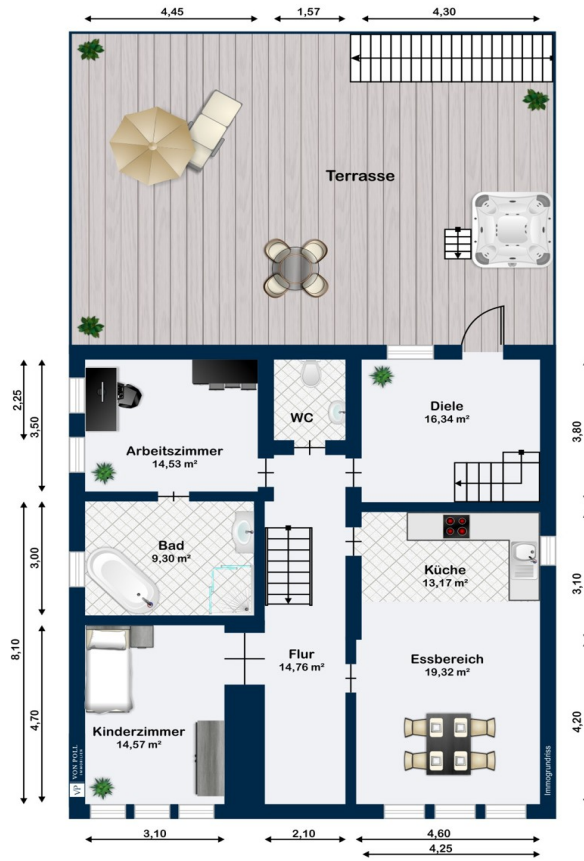 4,45
1,57
4,30
Terrasse
2,25
3,50
WC
Diele
16,34 m²
3,80
Arbeitszimmer
14,53 m²
Bad
9,30 m²
3,00
Küche
13,17 m²
3,10
8,10
Flur
14,76 m²
Essbereich
19,32 m²
4,70
Kinderzimmer
14,57 m²
4,20
VP VON POLL
IMMOBILIEN
Immogrundriss
3,10
2,10
4,60
4,25